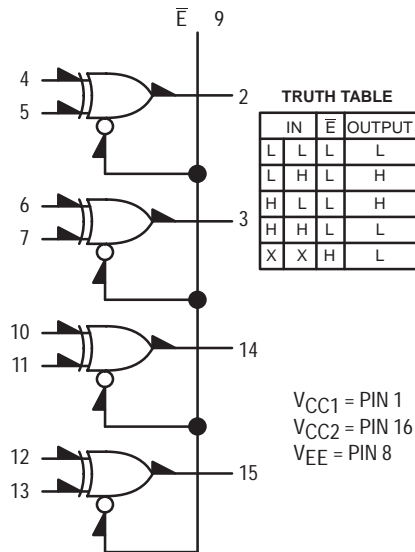 E̅ 9
4
5
2
6
7
3
10
11
14
12
13
15
TRUTH TABLE
IN E̅ OUTPUT
L L L L
L H L H
H L L H
H H L L
X X H L
VCC1 = PIN 1
VCC2 = PIN 16
VEE = PIN 8